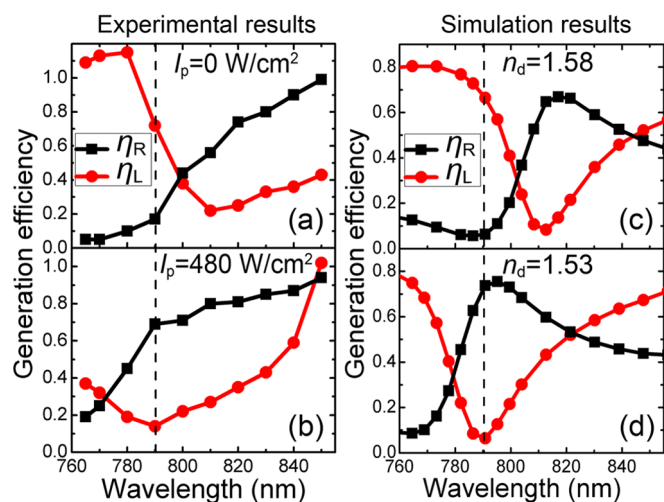 Experimental results
Simulation results
Generation efficiency
1.0
0.8
0.6
0.4
0.2
0.0
Ip=0 W/cm²
ηR
ηL
(a)
1.0
0.8
0.6
0.4
0.2
0.0
Ip=480 W/cm²
(b)
760 780 800 820 840
Wavelength (nm)
Generation efficiency
0.8
0.6
0.4
0.2
0.0
nd=1.58
ηR
ηL
(c)
0.8
0.6
0.4
0.2
0.0
nd=1.53
(d)
760 780 800 820 840
Wavelength (nm)